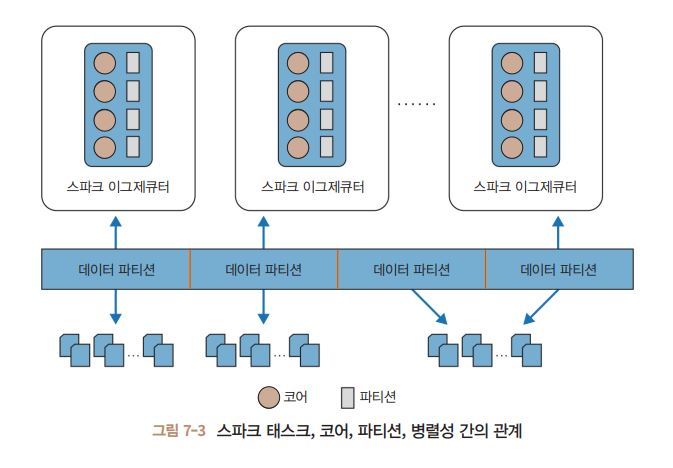 스파크 이그제큐터
스파크 이그제큐터
......
스파크 이그제큐터
데이터 파티션
데이터 파티션
데이터 파티션
데이터 파티션
...
...
...
코어
파티션
그림 7-3 스파크 태스크, 코어, 파티션, 병렬성 간의 관계